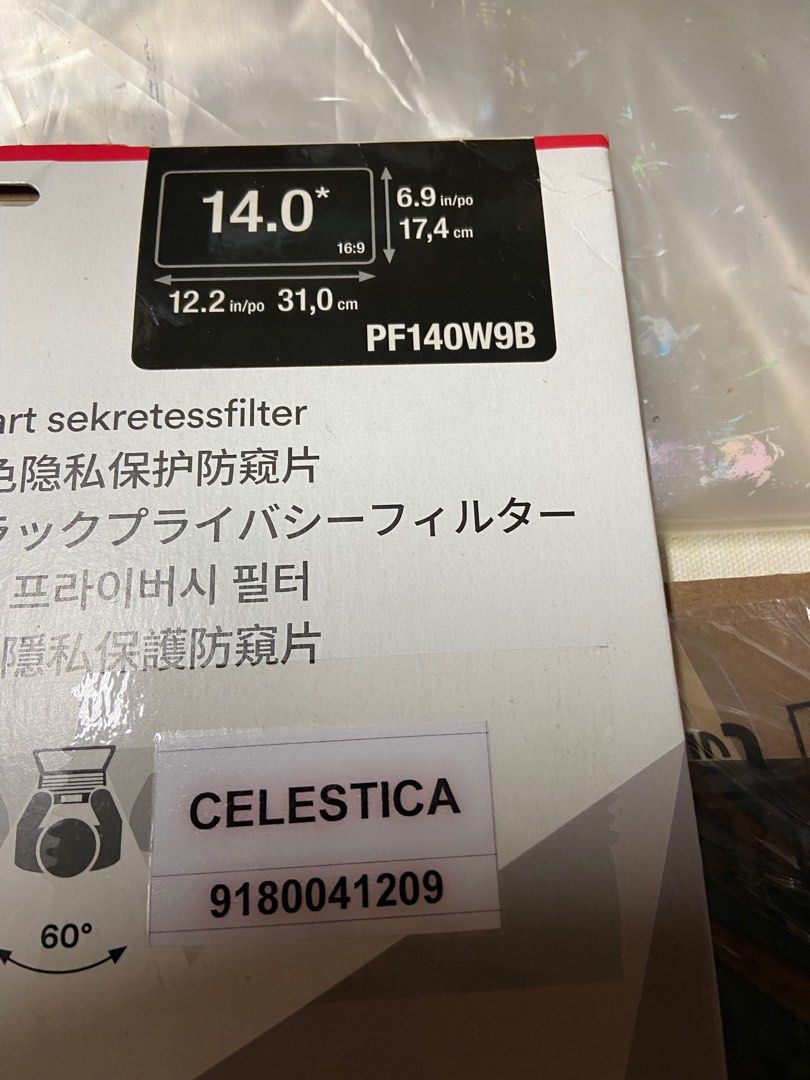 14.0*
16:9
6.9 in/po
17,4 cm
12.2 in/po 31,0 cm
PF140W9B
sekretessfilter
色隐私保护防窥片
ラックプライバシーフィルター
프라이버시 필터
隱私保護防窺片
CELESTICA
9180041209
60°